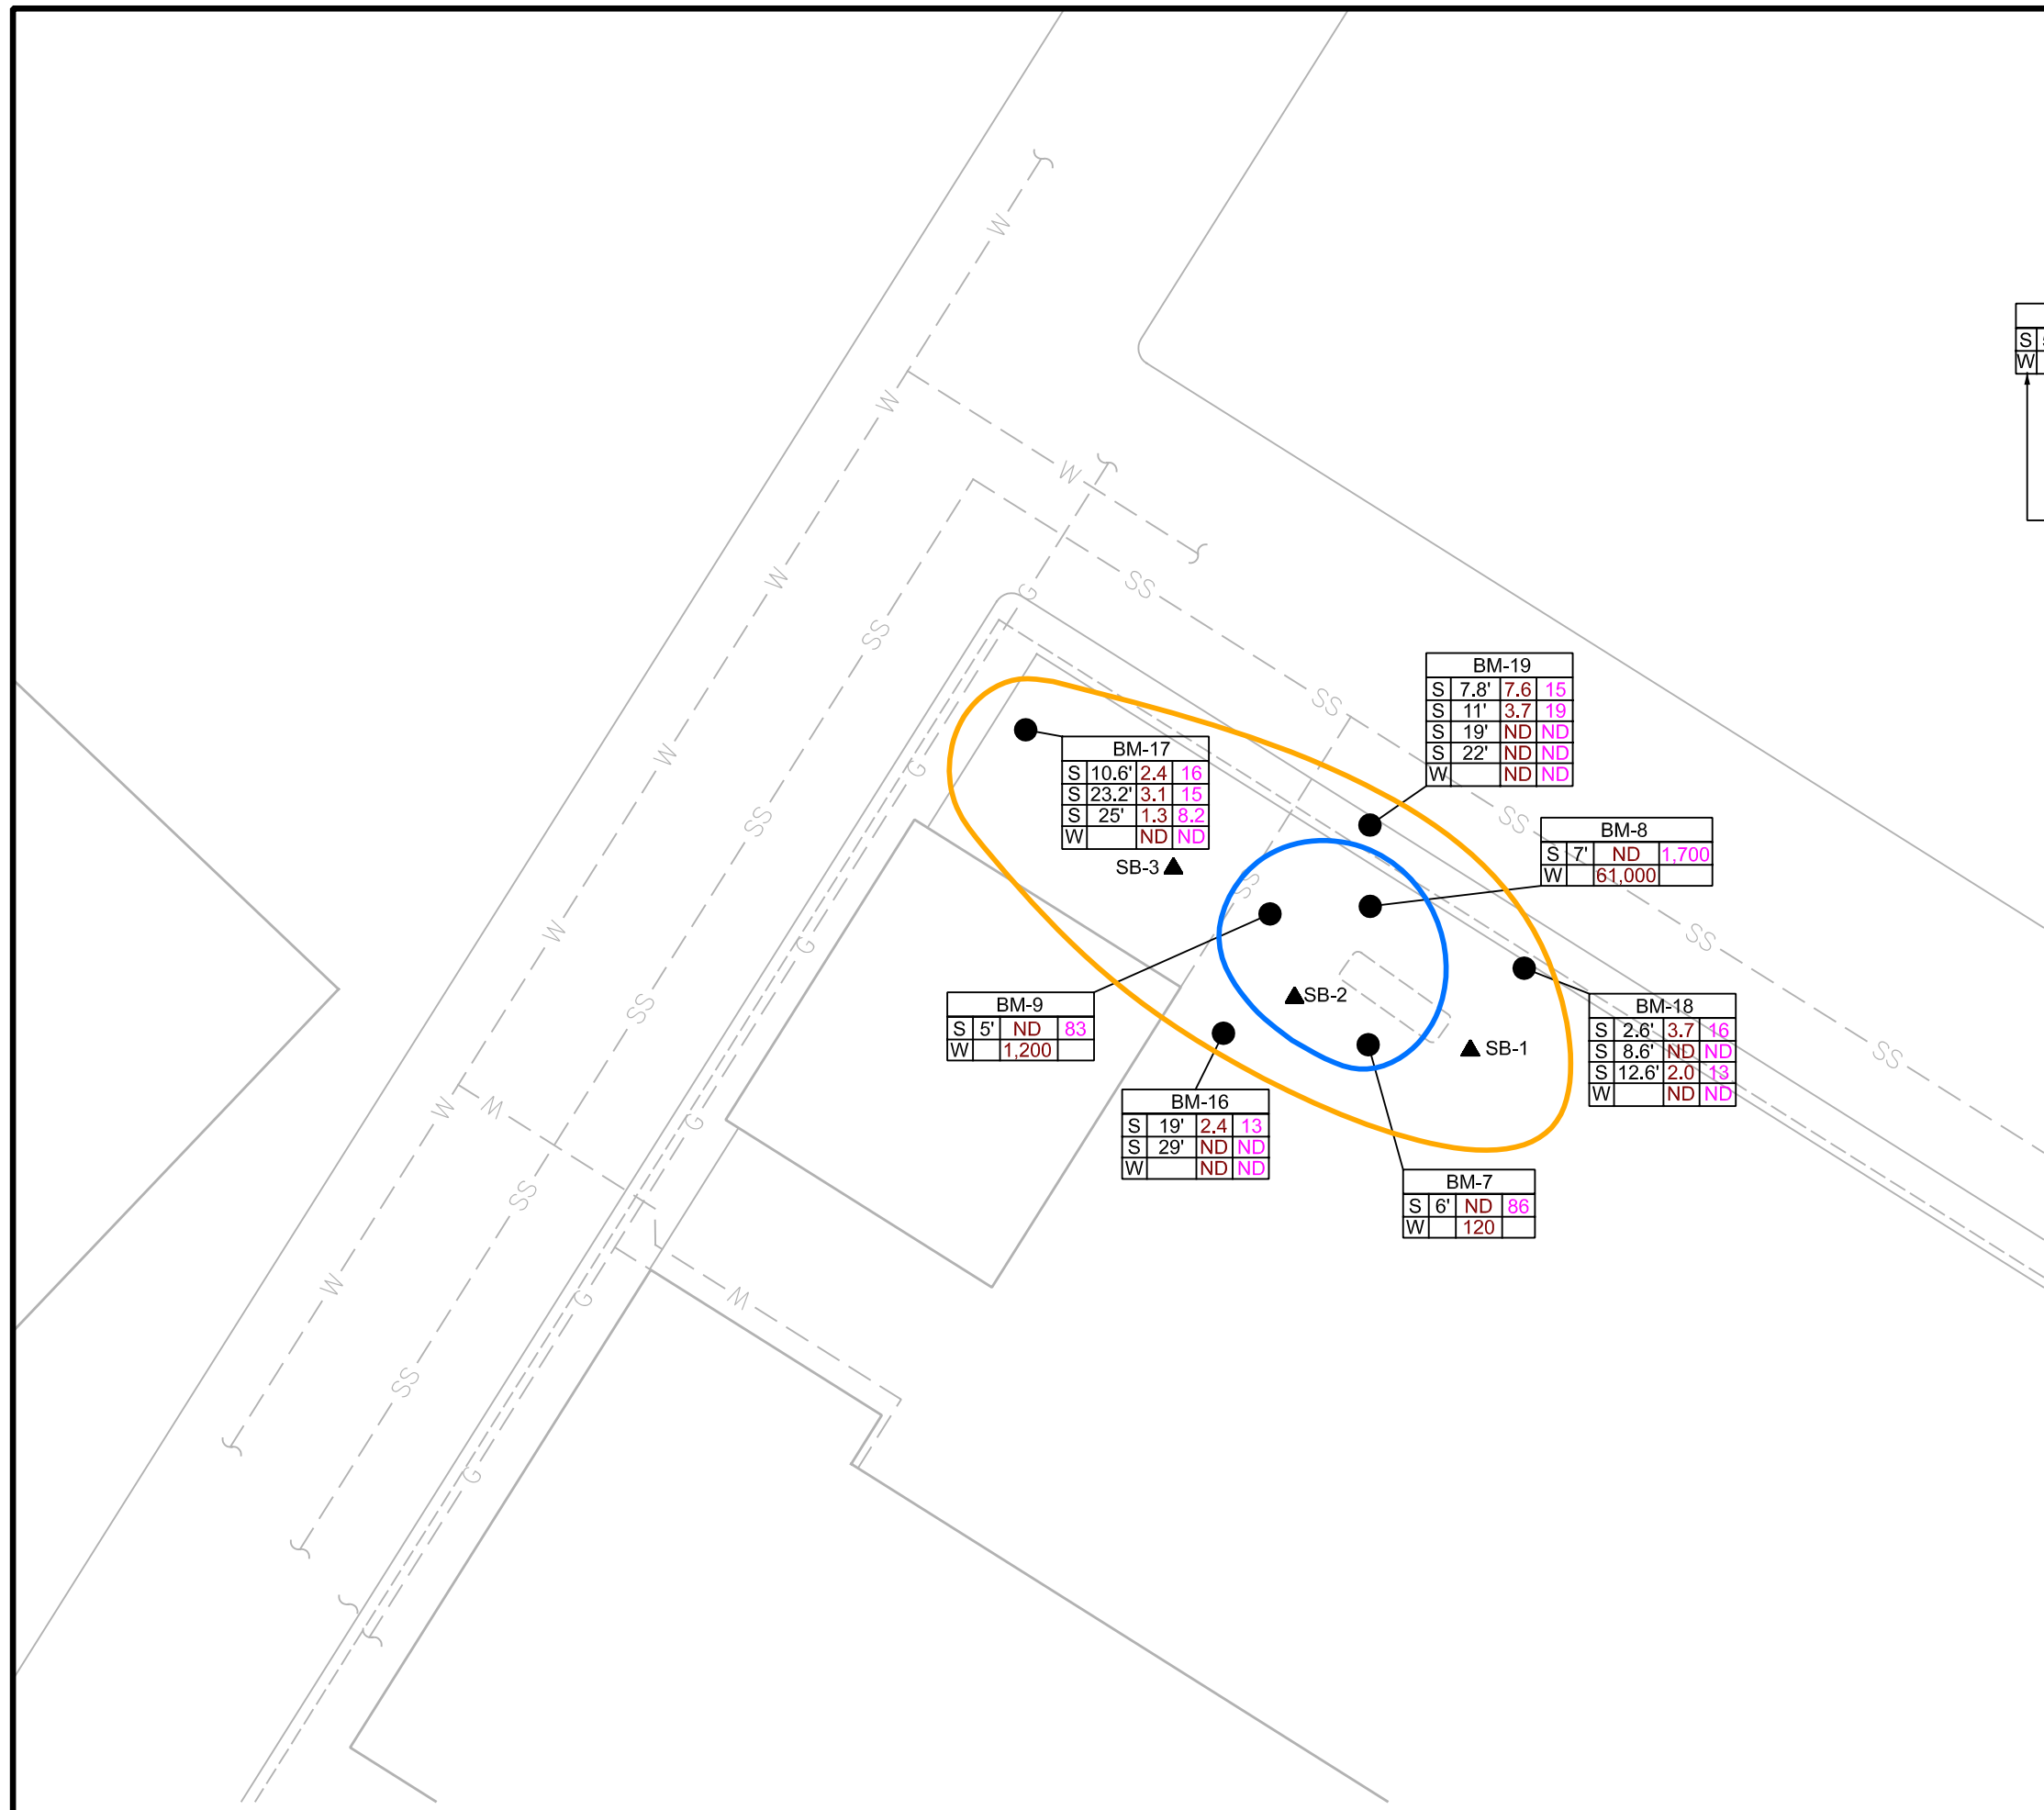 W
W
W
SS
W
G
SS
W
G
SS
W
SS
G
SS
W
W
G
SS
W
W
G
SS
G
SS
SS
SS
SS
SS
S
W
BM-19
S 7.8' 7.6 15
S 11' 3.7 19
S 19' ND ND
S 22' ND ND
W ND ND
BM-17
S 10.6' 2.4 16
S 23.2' 3.1 15
S 25' 1.3 8.2
W ND ND
SB-3
BM-8
S 7' ND 1,700
W 61,000
BM-9
S 5' ND 83
W 1,200
SB-2
SB-1
BM-18
S 2.6' 3.7 16
S 8.6' ND ND
S 12.6' 2.0 13
W ND ND
BM-16
S 19' 2.4 13
S 29' ND ND
W ND ND
BM-7
S 6' ND 86
W 120